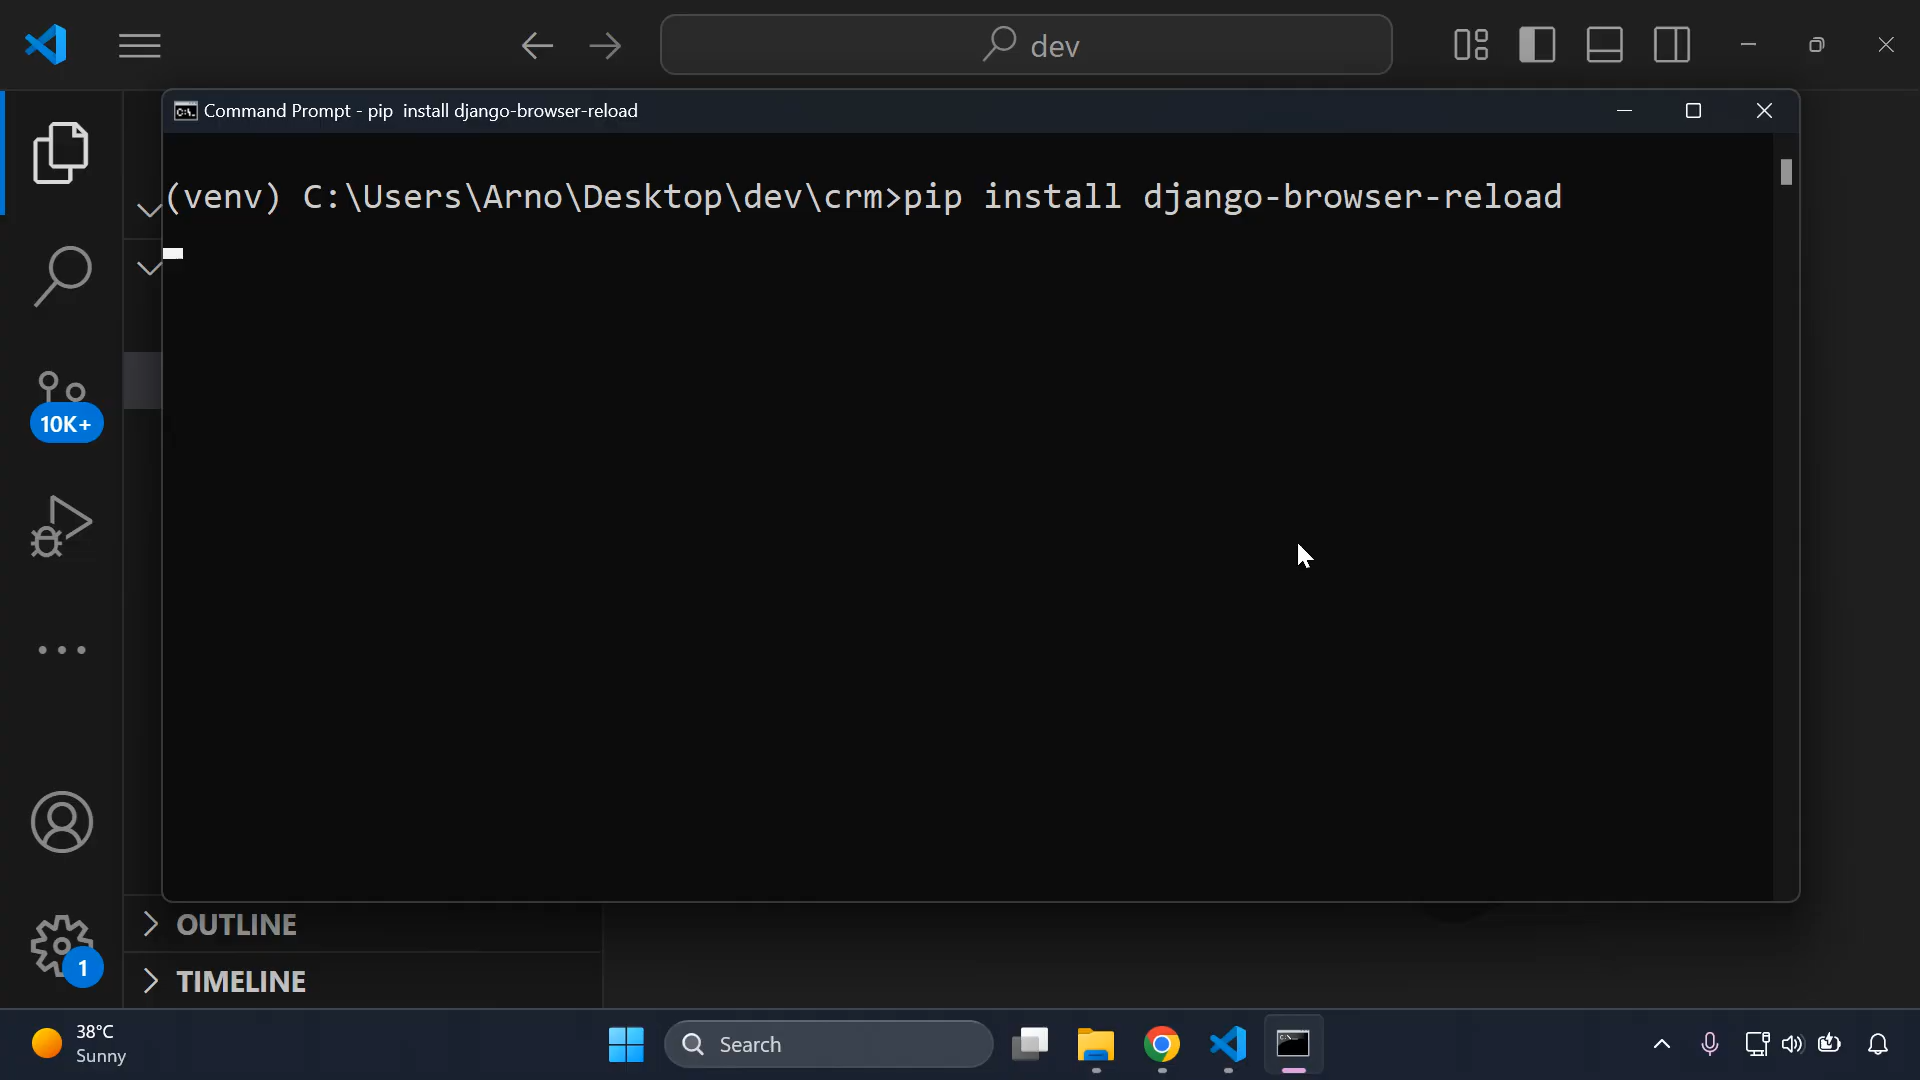 dev
Command Prompt - pip  install django-browser-reload
(venv) C:\Users\Arno\Desktop\dev\crm>pip install django-browser-reload
10K+
OUTLINE
1
TIMELINE
38°C
Sunny
Search